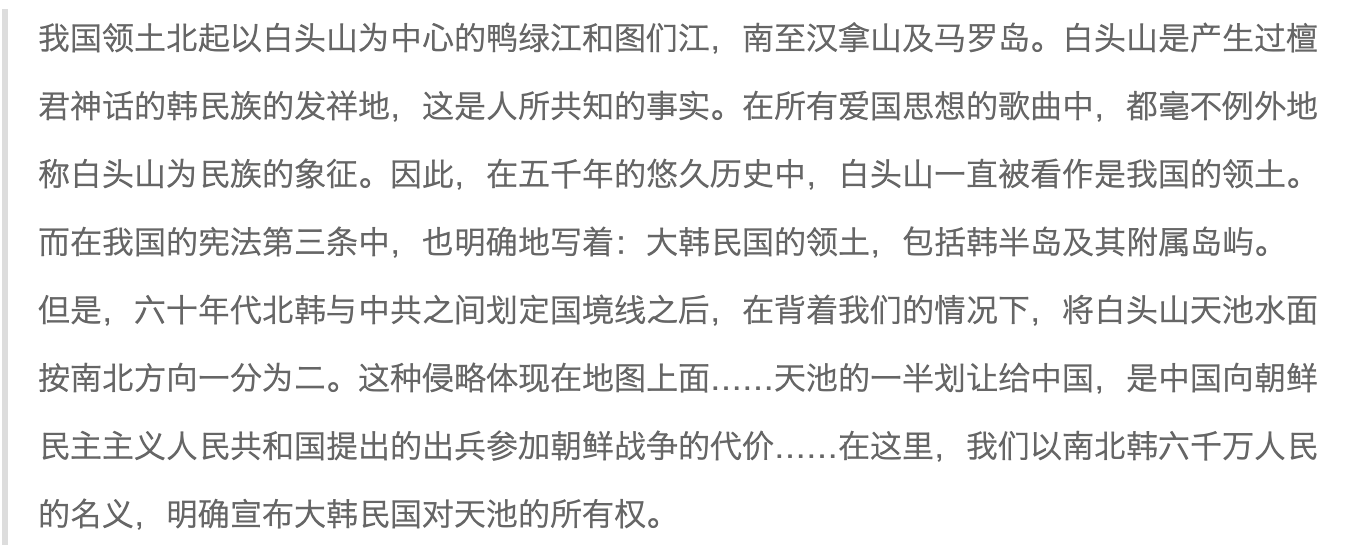 我国领土北起以白头山为中心的鸭绿江和图们江，南至汉拿山及马罗岛。白头山是产生过檀
君神话的韩民族的发祥地，这是人所共知的事实。在所有爱国思想的歌曲中，都毫不例外地
称白头山为民族的象征。因此，在五千年的悠久历史中，白头山一直被看作是我国的领土。
而在我国的宪法第三条中，也明确地写着：大韩民国的领土，包括韩半岛及其附属岛屿。
但是，六十年代北韩与中共之间划定国境线之后，在背着我们的情况下，将白头山天池水面
按南北方向一分为二。这种侵略体现在地图上面……天池的一半划让给中国，是中国向朝鲜
民主主义人民共和国提出的出兵参加朝鲜战争的代价……在这里，我们以南北韩六千万人民
的名义，明确宣布大韩民国对天池的所有权。